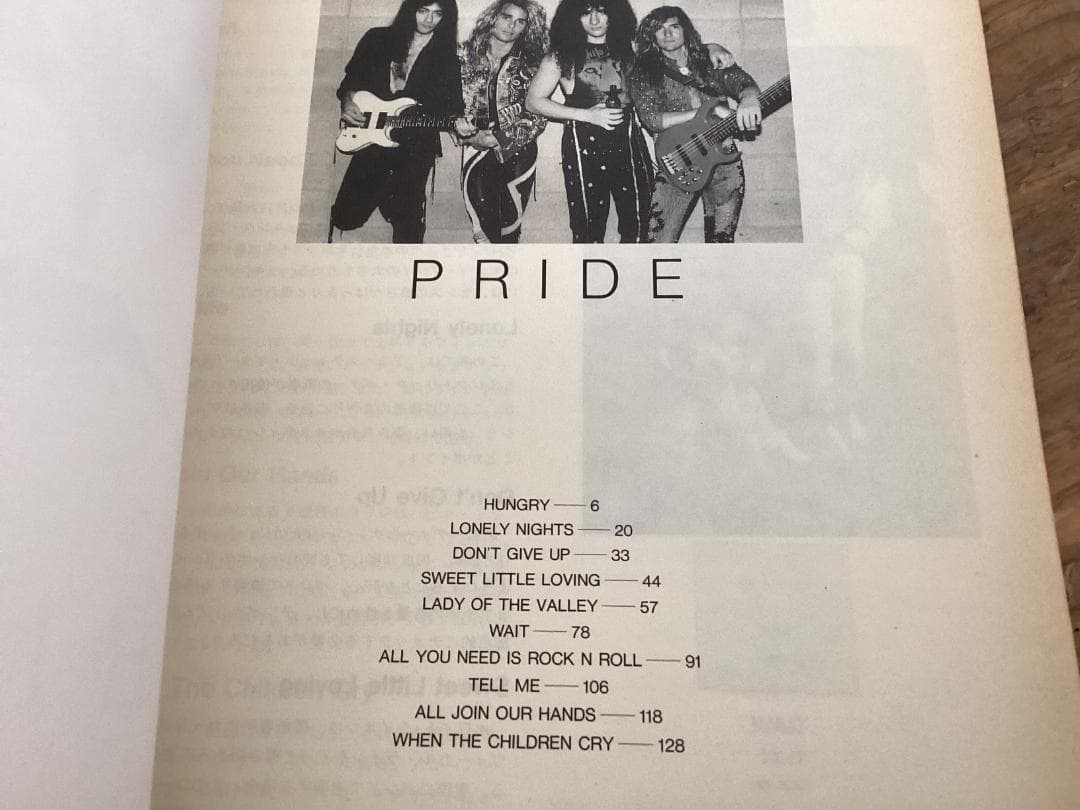 PRIDE
HUNGRY —— 6
LONELY NIGHTS —— 20
DON'T GIVE UP —— 33
SWEET LITTLE LOVING —— 44
LADY OF THE VALLEY —— 57
WAIT —— 78
ALL YOU NEED IS ROCK N ROLL —— 91
TELL ME —— 106
ALL JOIN OUR HANDS —— 118
WHEN THE CHILDREN CRY —— 128